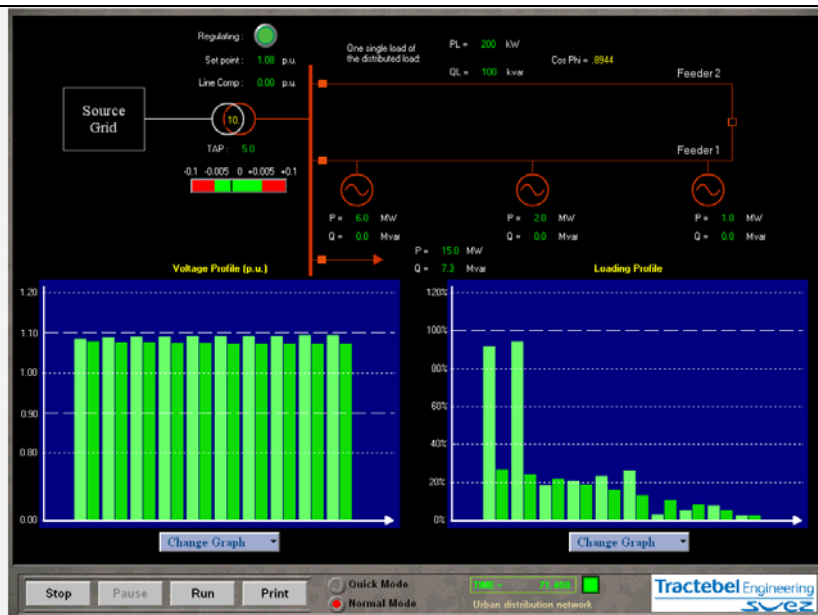 Regulating :
Set point : 1.08 p.u.
Line Comp : 0.00 p.u.
One single load of
the distributed load:
PL = 200 kW
QL = 100 kvar
Cos Phi = .8944
Feeder 2
Source
Grid
10.
TAP : 5.0
-0.1 -0.005 0 +0.005 +0.1
Feeder 1
P = 6.0 MW
Q = 0.0 Mvar
P = 2.0 MW
Q = 0.0 Mvar
P = 1.0 MW
Q = 0.0 Mvar
P = 15.0 MW
Q = 7.3 Mvar
Voltage Profile (p.u.)
1.20
1.10
1.00
0.90
0.80
0.00
Change Graph
Loading Profile
120%
100%
80%
60%
40%
20%
0%
Change Graph
Stop
Pause
Run
Print
Quick Mode
Normal Mode
TIME =
Urban distribution network
Tractebel Engineering
SUEZ